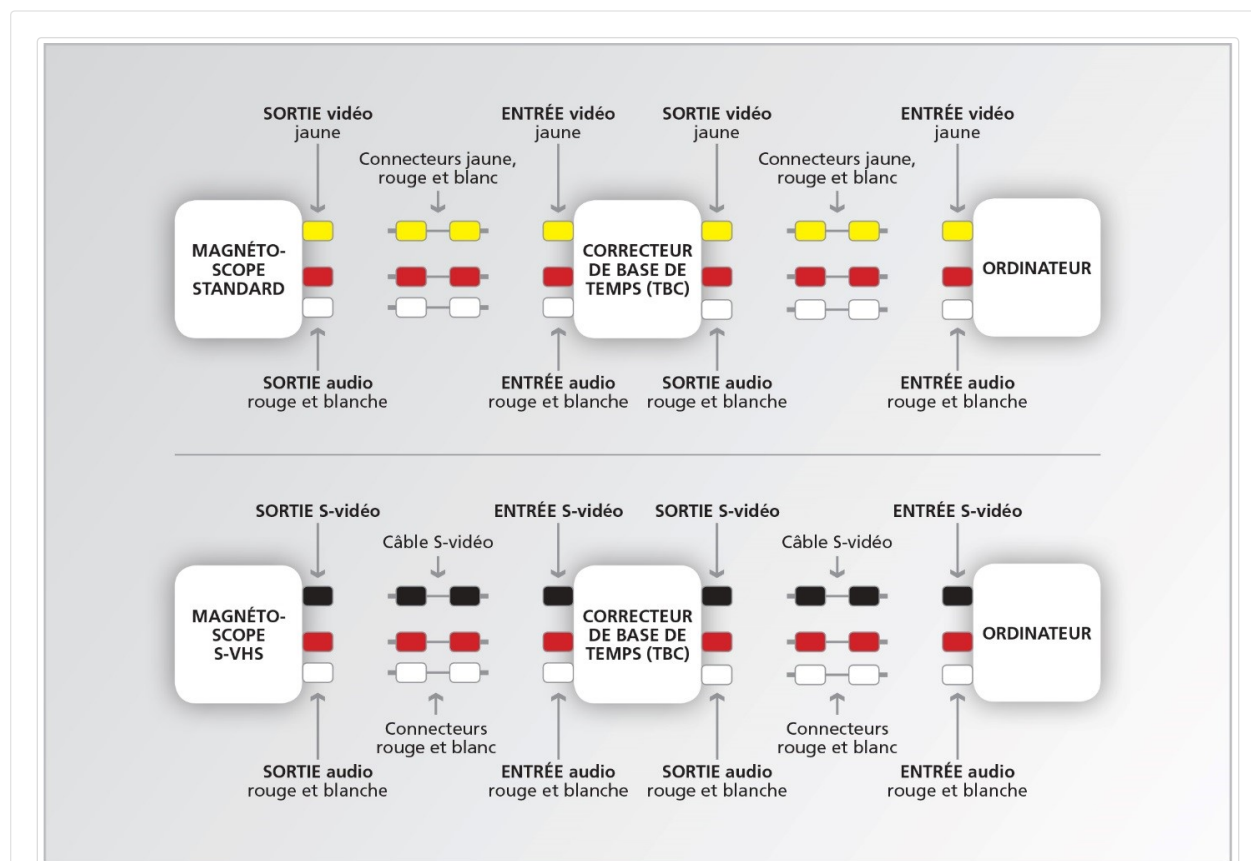 SORTIE vidéo
jaune
ENTRÉE vidéo
jaune
SORTIE vidéo
jaune
ENTRÉE vidéo
jaune
Connecteurs jaune,
rouge et blanc
Connecteurs jaune,
rouge et blanc
MAGNÉTO-
SCOPE
STANDARD
CORRECTEUR
DE BASE DE
TEMPS (TBC)
ORDINATEUR
SORTIE audio
rouge et blanche
ENTRÉE audio
rouge et blanche
SORTIE audio
rouge et blanche
ENTRÉE audio
rouge et blanche
SORTIE S-vidéo
ENTRÉE S-vidéo
SORTIE S-vidéo
ENTRÉE S-vidéo
Câble S-vidéo
Câble S-vidéo
MAGNÉTO-
SCOPE
S-VHS
CORRECTEUR
DE BASE DE
TEMPS (TBC)
ORDINATEUR
Connecteurs
rouge et blanc
Connecteurs
rouge et blanc
SORTIE audio
rouge et blanche
ENTRÉE audio
rouge et blanche
SORTIE audio
rouge et blanche
ENTRÉE audio
rouge et blanche